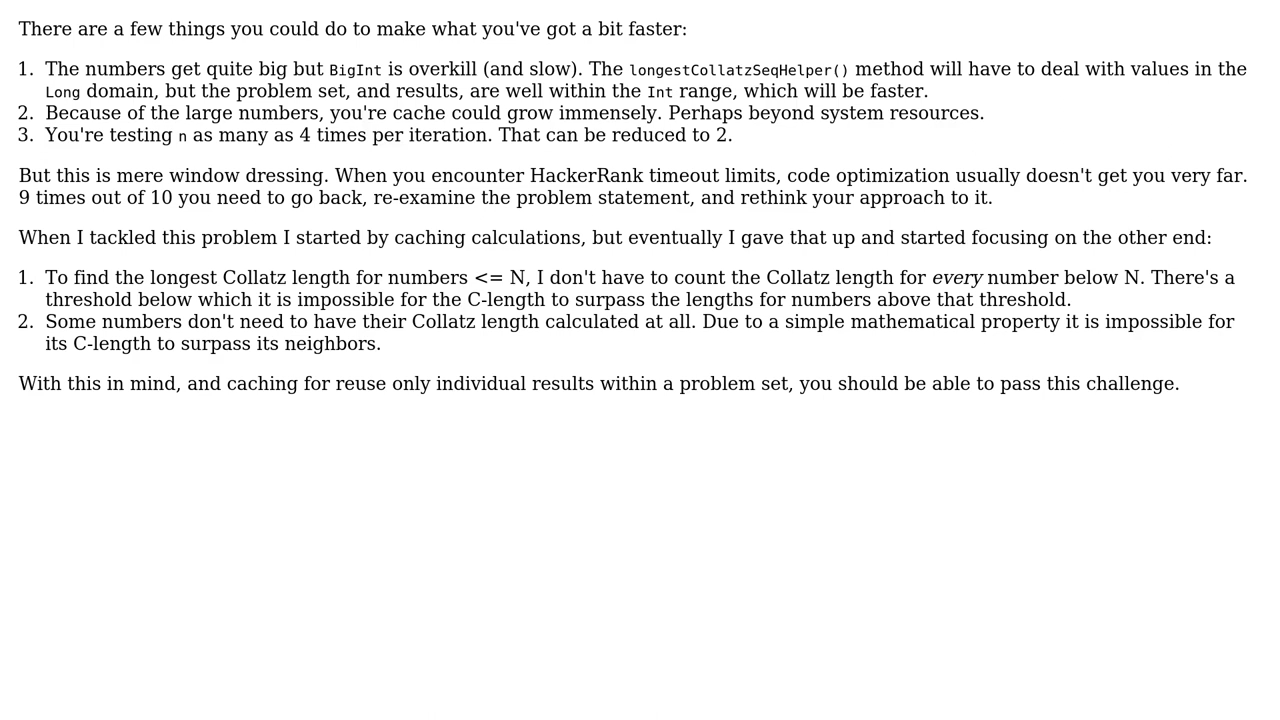 There are a few things you could do to make what you've got a bit faster:
1. The numbers get quite big but BigInt is overkill (and slow). The longestCollatzSeqHelper() method will have to deal with values in the
Long domain, but the problem set, and results, are well within the Int range, which will be faster.
2. Because of the large numbers, you're cache could grow immensely. Perhaps beyond system resources.
3. You're testing n as many as 4 times per iteration. That can be reduced to 2.
But this is mere window dressing. When you encounter HackerRank timeout limits, code optimization usually doesn't get you very far.
9 times out of 10 you need to go back, re-examine the problem statement, and rethink your approach to it.
When I tackled this problem I started by caching calculations, but eventually I gave that up and started focusing on the other end:
1. To find the longest Collatz length for numbers <= N, I don't have to count the Collatz length for every number below N. There's a
threshold below which it is impossible for the C-length to surpass the lengths for numbers above that threshold.
2. Some numbers don't need to have their Collatz length calculated at all. Due to a simple mathematical property it is impossible for
its C-length to surpass its neighbors.
With this in mind, and caching for reuse only individual results within a problem set, you should be able to pass this challenge.